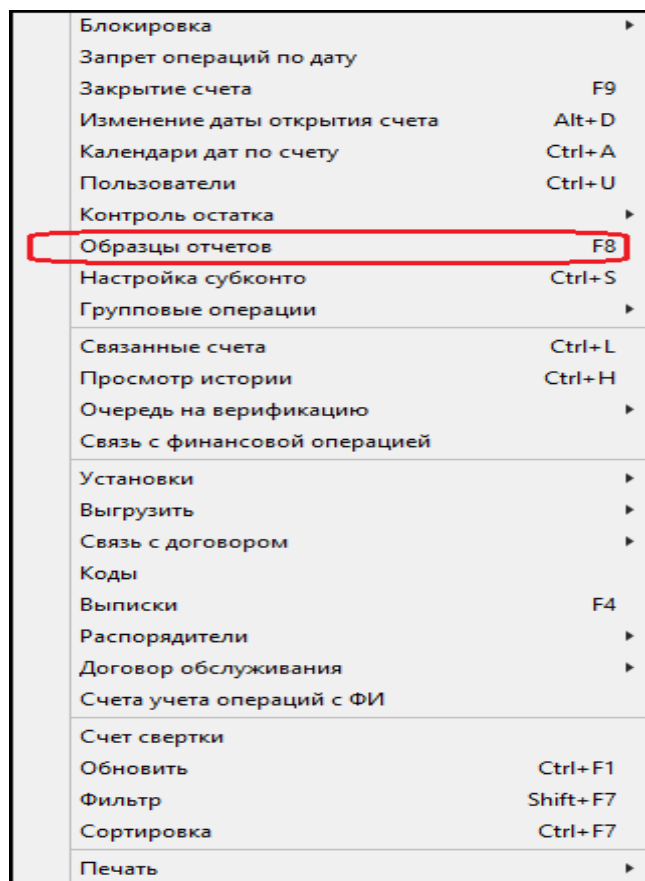 Блокировка
Запрет операций по дату
Закрытие счета F9
Изменение даты открытия счета Alt+D
Календари дат по счету Ctrl+A
Пользователи Ctrl+U
Контроль остатка
Образцы отчетов F8
Настройка субконто Ctrl+S
Групповые операции
Связанные счета Ctrl+L
Просмотр истории Ctrl+H
Очередь на верификацию
Связь с финансовой операцией
Установки
Выгрузить
Связь с договором
Коды
Выписки F4
Распорядители
Договор обслуживания
Счета учета операций с ФИ
Счет свертки
Обновить Ctrl+F1
Фильтр Shift+F7
Сортировка Ctrl+F7
Печать